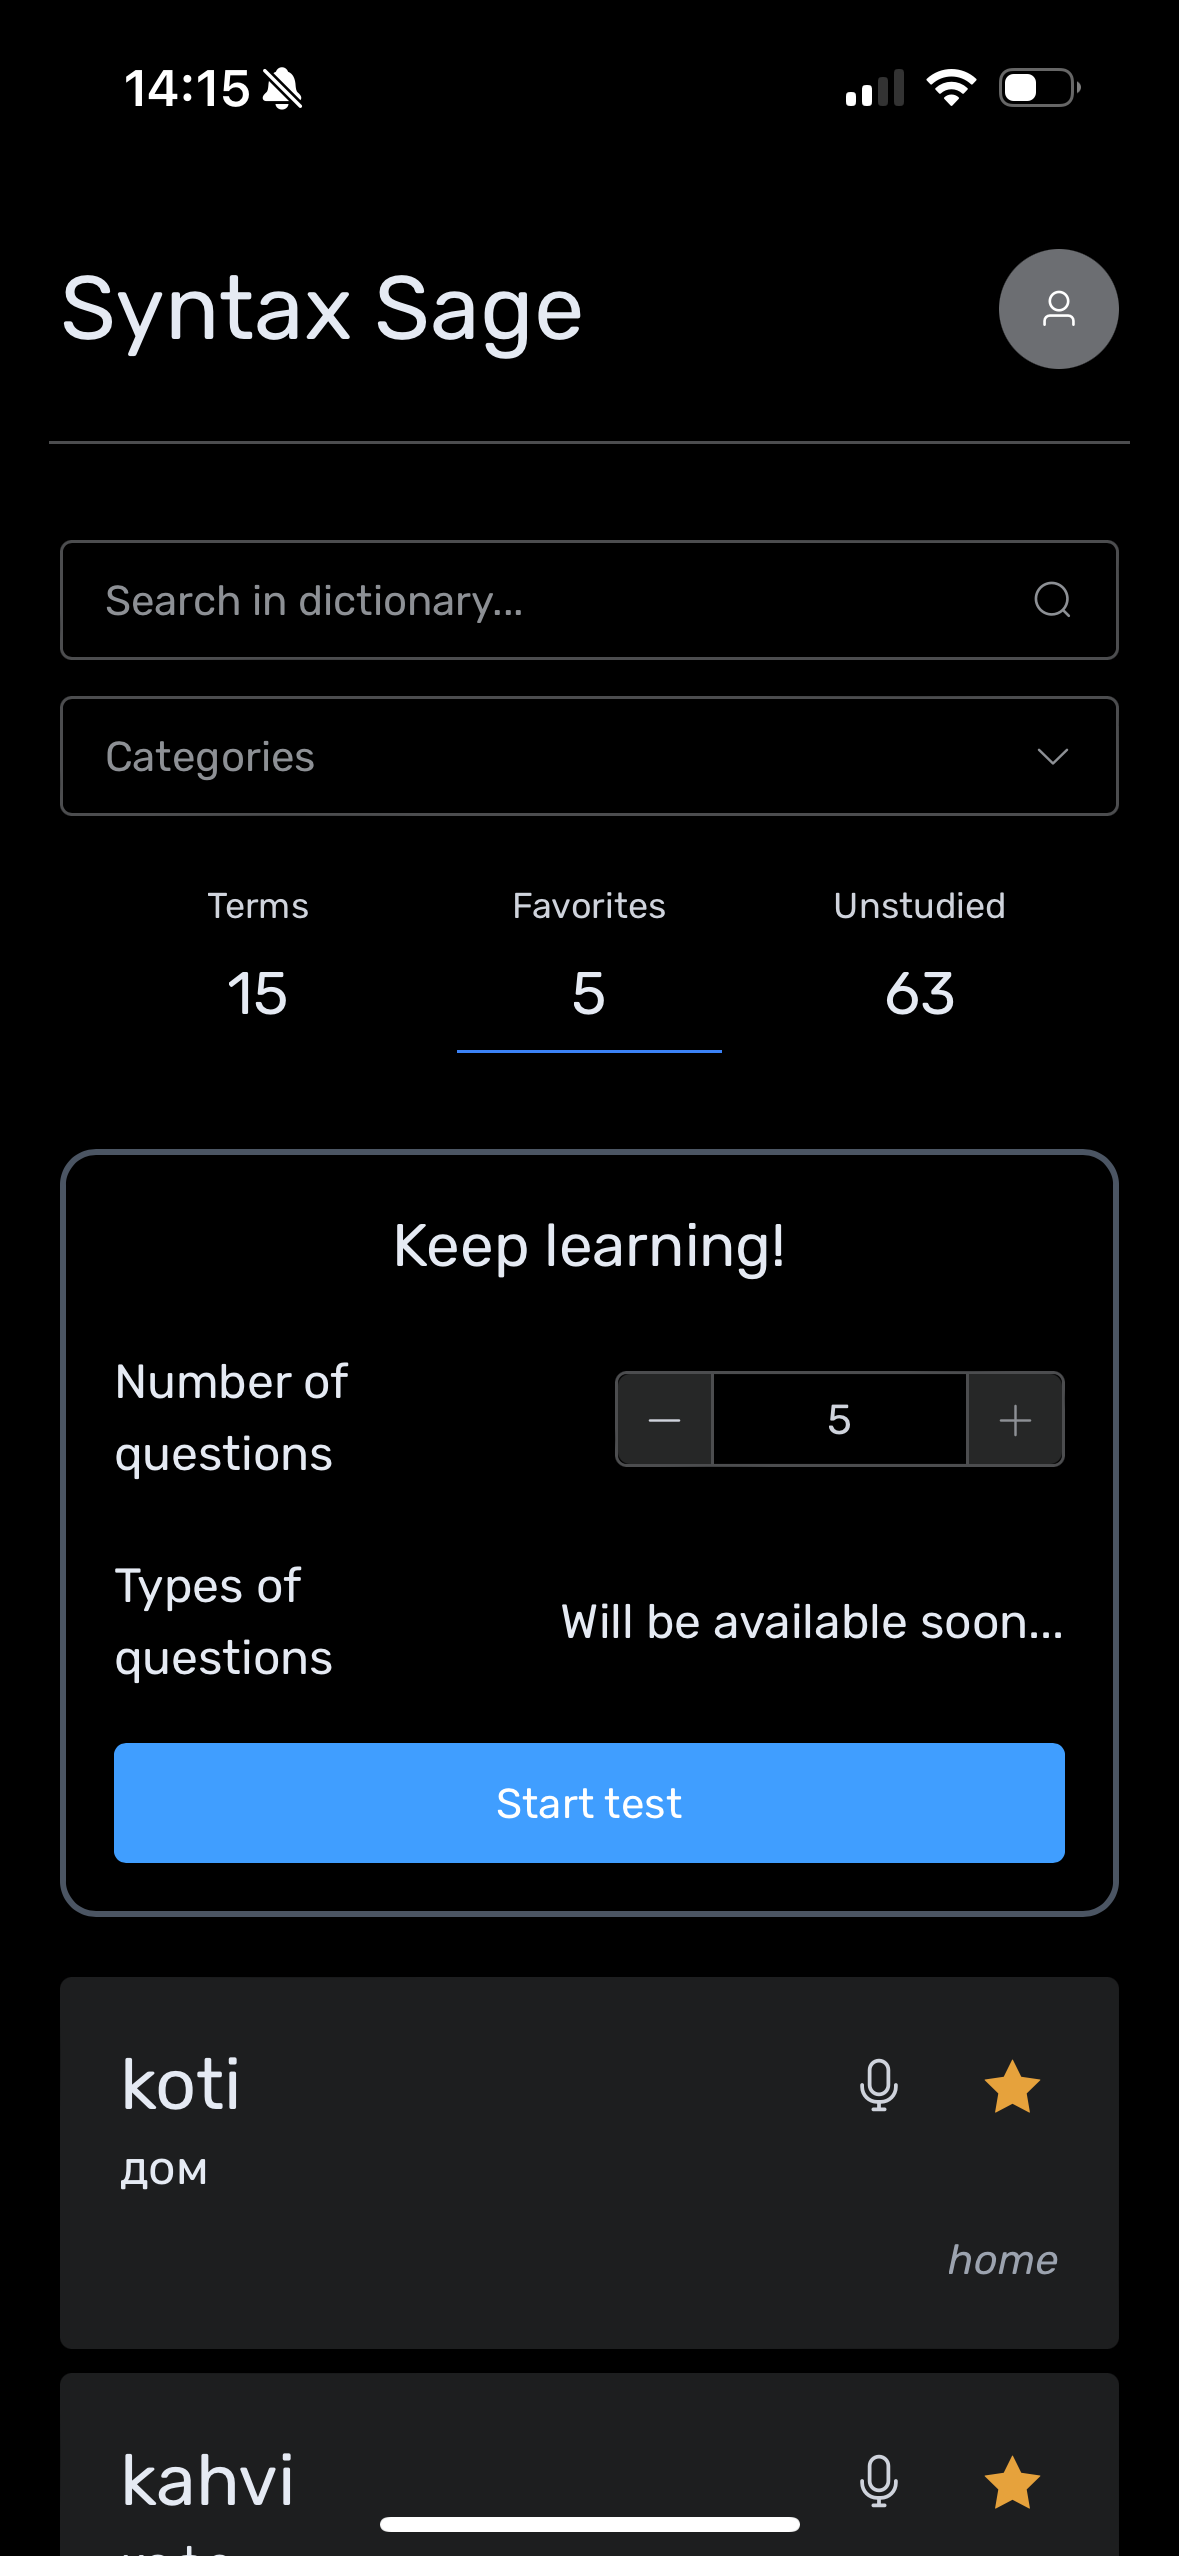 14:15
Syntax Sage
Search in dictionary...
Categories
Terms
Favorites
Unstudied
15
5
63
Keep learning!
Number of
questions
5
Types of
questions
Will be available soon...
Start test
koti
дом
home
kahvi